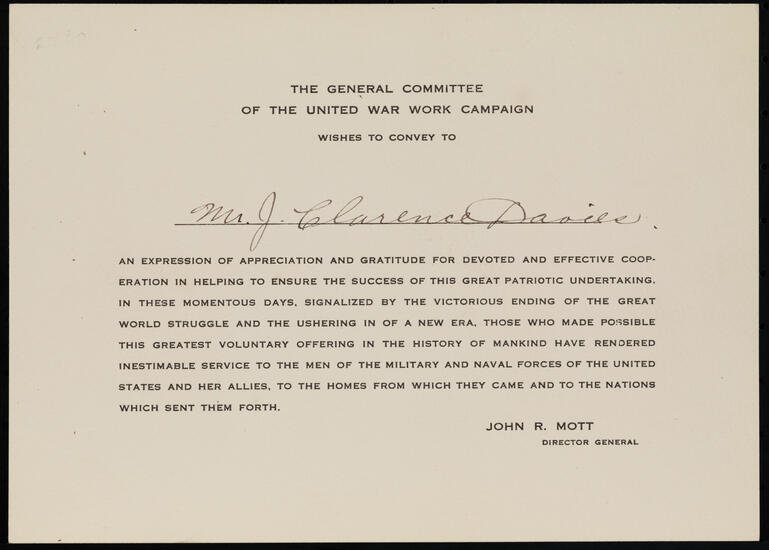 THE GENERAL COMMITTEE
OF THE UNITED WAR WORK CAMPAIGN
WISHES TO CONVEY TO
Mr. J. Clarence Davies.
AN EXPRESSION OF APPRECIATION AND GRATITUDE FOR DEVOTED AND EFFECTIVE COOP-
ERATION IN HELPING TO ENSURE THE SUCCESS OF THIS GREAT PATRIOTIC UNDERTAKING.
IN THESE MOMENTOUS DAYS, SIGNALIZED BY THE VICTORIOUS ENDING OF THE GREAT
WORLD STRUGGLE AND THE USHERING IN OF A NEW ERA, THOSE WHO MADE POSSIBLE
THIS GREATEST VOLUNTARY OFFERING IN THE HISTORY OF MANKIND HAVE RENDERED
INESTIMABLE SERVICE TO THE MEN OF THE MILITARY AND NAVAL FORCES OF THE UNITED
STATES AND HER ALLIES, TO THE HOMES FROM WHICH THEY CAME AND TO THE NATIONS
WHICH SENT THEM FORTH.
JOHN R. MOTT
DIRECTOR GENERAL